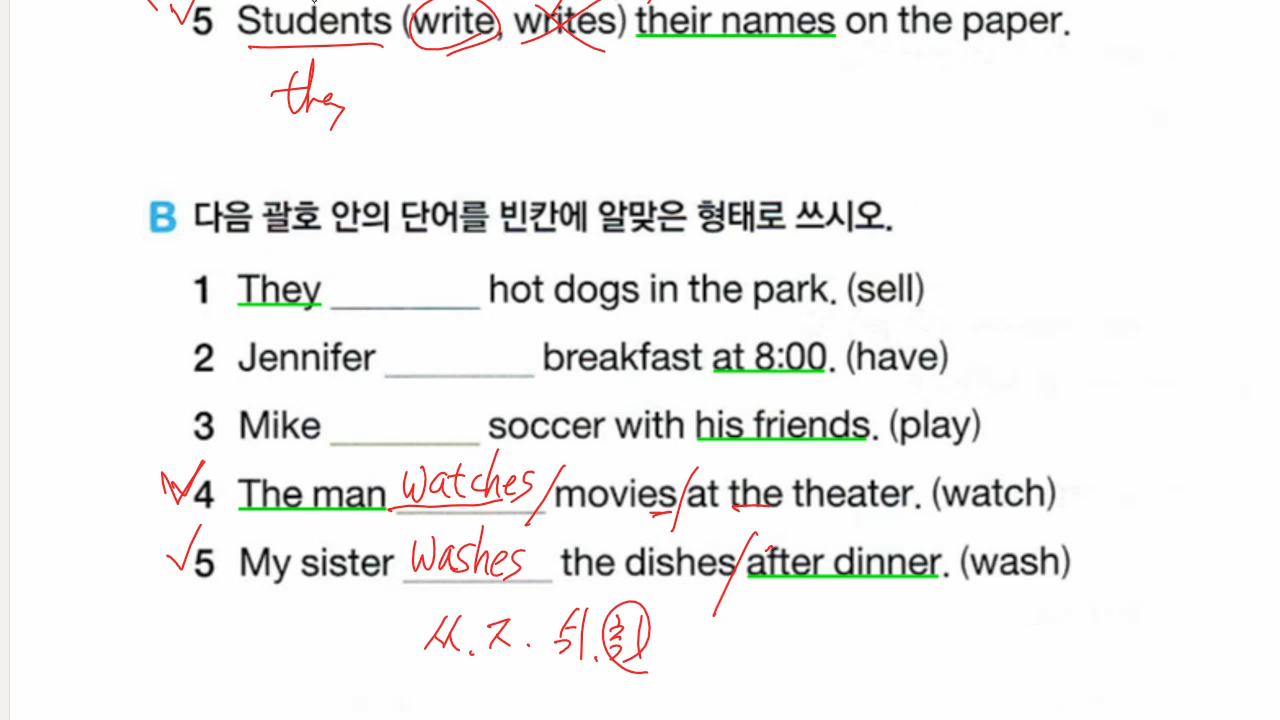 5 Students (write, writes) their names on the paper.
they
B 다음 괄호 안의 단어를 빈칸에 알맞은 형태로 쓰시오.
1 They ________ hot dogs in the park. (sell)
2 Jennifer ________ breakfast at 8:00. (have)
3 Mike ________ soccer with his friends. (play)
4 The man watches movies at the theater. (watch)
5 My sister washes the dishes after dinner. (wash)